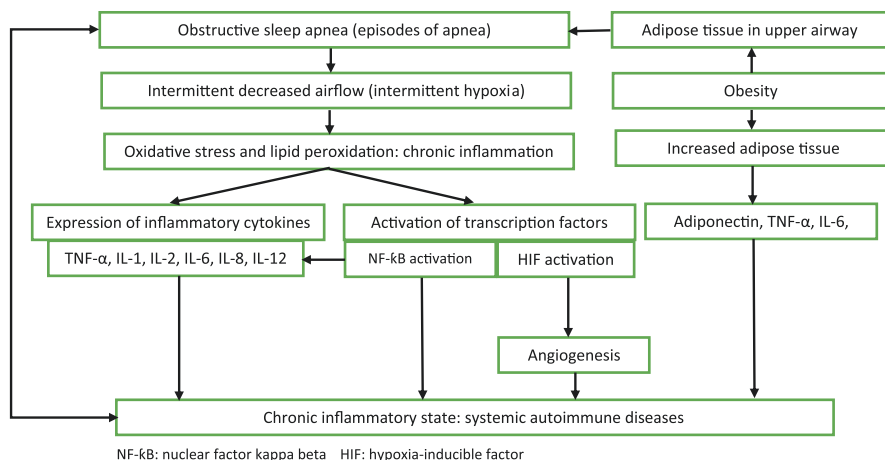 Obstructive sleep apnea (episodes of apnea)
Adipose tissue in upper airway
Intermittent decreased airflow (intermittent hypoxia)
Obesity
Oxidative stress and lipid peroxidation: chronic inflammation
Increased adipose tissue
Expression of inflammatory cytokines
Activation of transcription factors
Adiponectin, TNF-α, IL-6,
TNF-α, IL-1, IL-2, IL-6, IL-8, IL-12
NF-ƙB activation
HIF activation
Angiogenesis
Chronic inflammatory state: systemic autoimmune diseases
NF-ƙB: nuclear factor kappa beta HIF: hypoxia-inducible factor